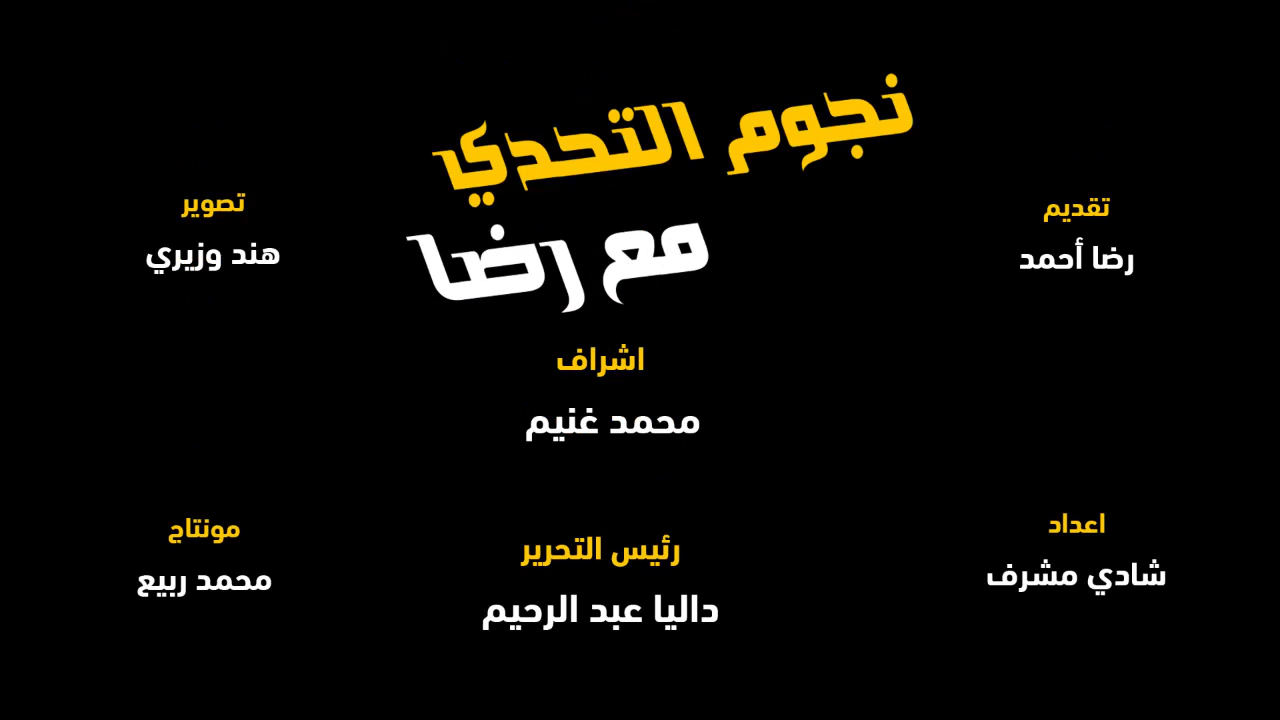 نجوم التحدي
مع رضا
تقديم
رضا أحمد
تصوير
هند وزيري
اشراف
محمد غنيم
اعداد
شادي مشرف
رئيس التحرير
داليا عبد الرحيم
مونتاج
محمد ربيع